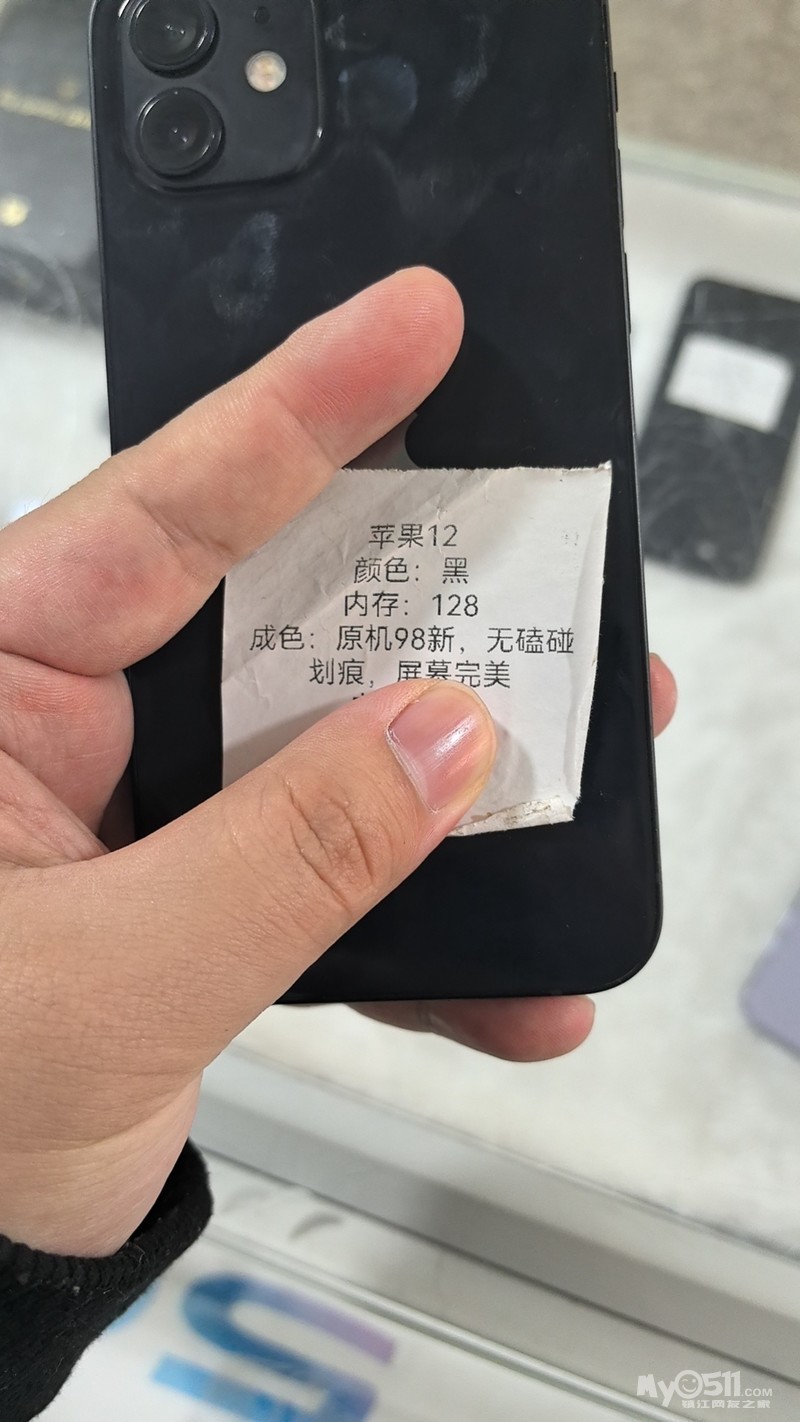 苹果12
颜色：黑
内存：128
成色：原机98新，无磕碰
划痕，屏幕完美
My0511.COM
镇江网友之家